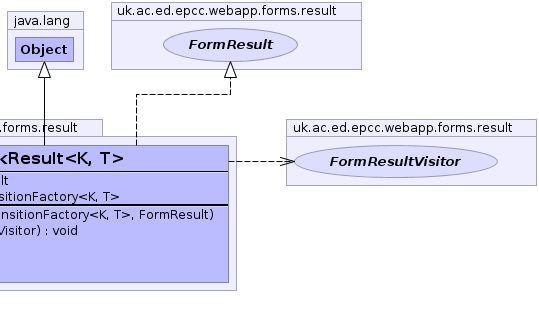 java.lang
Object
uk.ac.ed.epcc.webapp.forms.result
FormResult
.forms.result
kResult<K, T>
lt
sitionFactory<K, T>
nsitionFactory<K, T>, FormResult)
Visitor) : void
uk.ac.ed.epcc.webapp.forms.result
FormResultVisitor